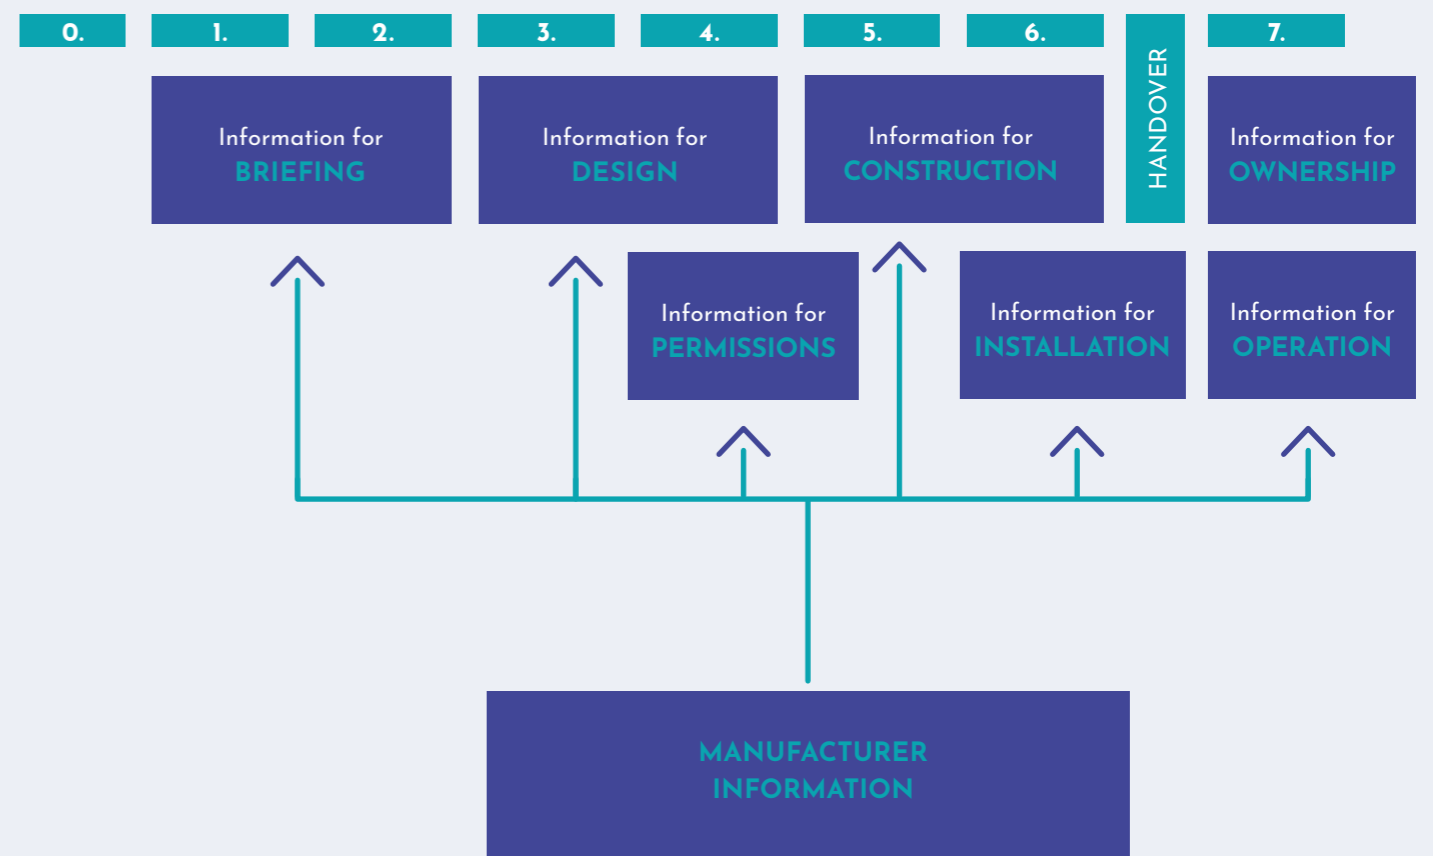 0.
1.
2.
3.
4.
5.
6.
HANDOVER
7.
Information for
BRIEFING
Information for
DESIGN
Information for
CONSTRUCTION
Information for
OWNERSHIP
Information for
PERMISSIONS
Information for
INSTALLATION
Information for
OPERATION
MANUFACTURER
INFORMATION